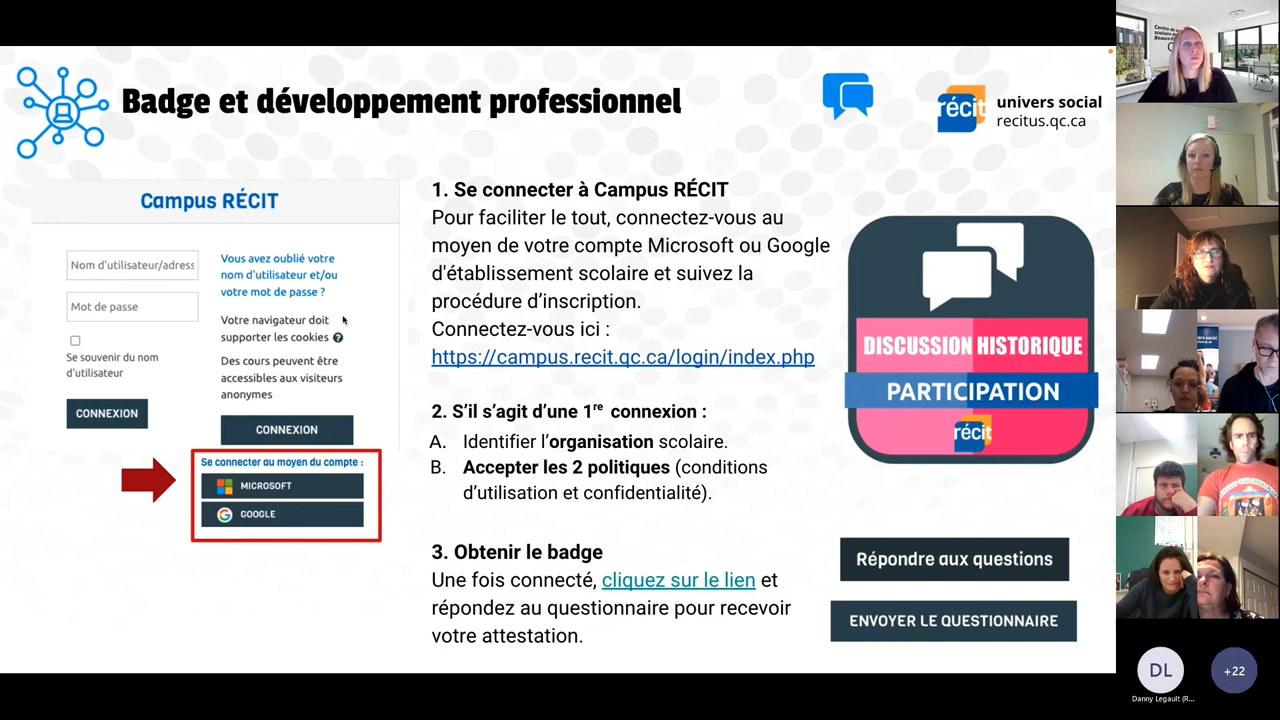 Badge et développement professionnel
récit
univers social
recitus.qc.ca
Campus RÉCIT
Nom d'utilisateur/adress
Mot de passe
Se souvenir du nom
d'utilisateur
CONNEXION
Vous avez oublié votre
nom d'utilisateur et/ou
votre mot de passe ?
Votre navigateur doit
supporter les cookies ?
Des cours peuvent être
accessibles aux visiteurs
anonymes
CONNEXION
Se connecter au moyen du compte :
MICROSOFT
GOOGLE
1. Se connecter à Campus RÉCIT
Pour faciliter le tout, connectez-vous au
moyen de votre compte Microsoft ou Google
d'établissement scolaire et suivez la
procédure d’inscription.
Connectez-vous ici :
https://campus.recit.qc.ca/login/index.php
2. S’il s’agit d’une 1re connexion :
A. Identifier l’organisation scolaire.
B. Accepter les 2 politiques (conditions
d’utilisation et confidentialité).
3. Obtenir le badge
Une fois connecté, cliquez sur le lien et
répondez au questionnaire pour recevoir
votre attestation.
DISCUSSION HISTORIQUE
PARTICIPATION
récit
Répondre aux questions
ENVOYER LE QUESTIONNAIRE
DL
+22
Danny Legault (R...